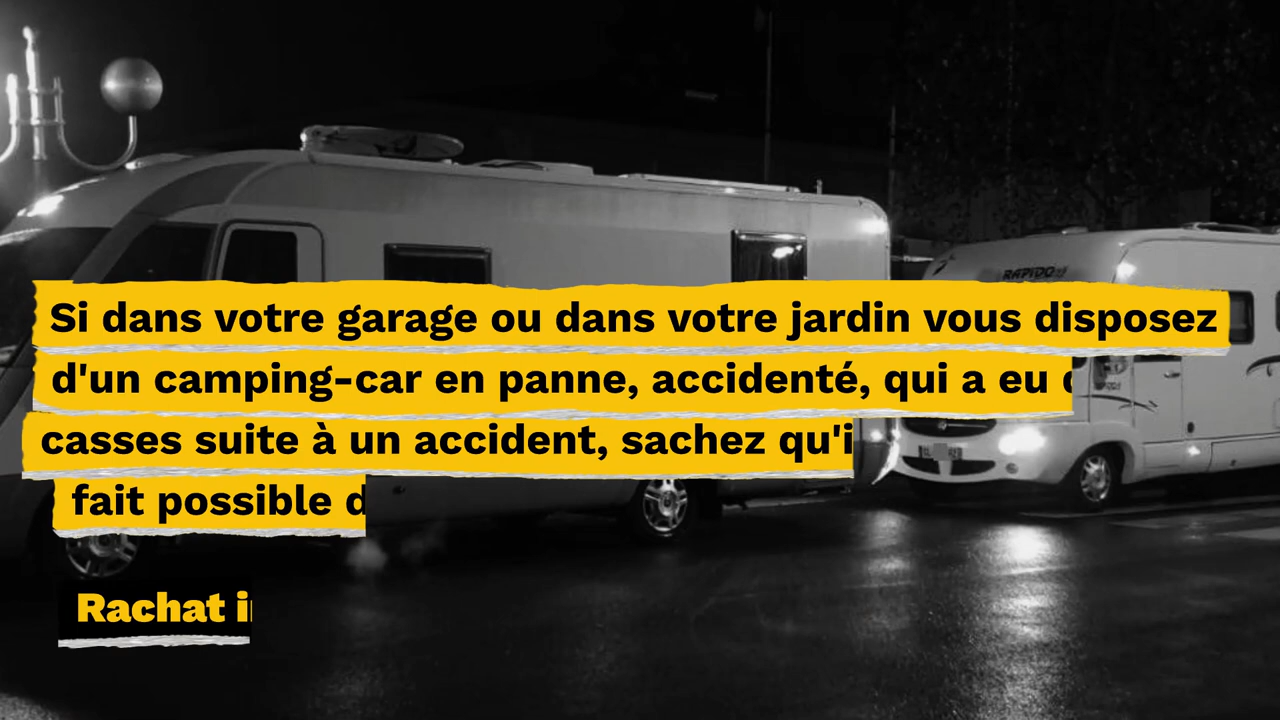 RAPIDO
Si dans votre garage ou dans votre jardin vous disposez
d'un camping-car en panne, accidenté, qui a eu
casses suite à un accident, sachez qu'i
fait possible d
Rachat i